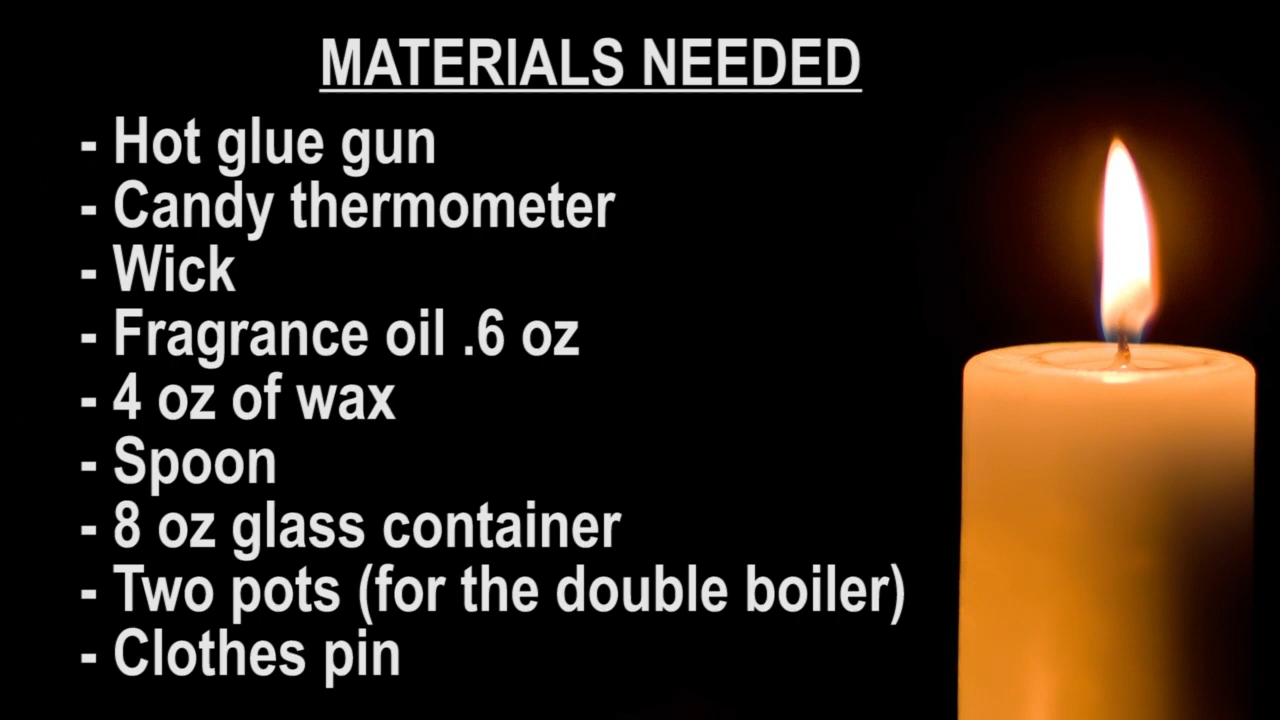 MATERIALS NEEDED
- Hot glue gun
- Candy thermometer
- Wick
- Fragrance oil .6 oz
- 4 oz of wax
- Spoon
- 8 oz glass container
- Two pots (for the double boiler)
- Clothes pin